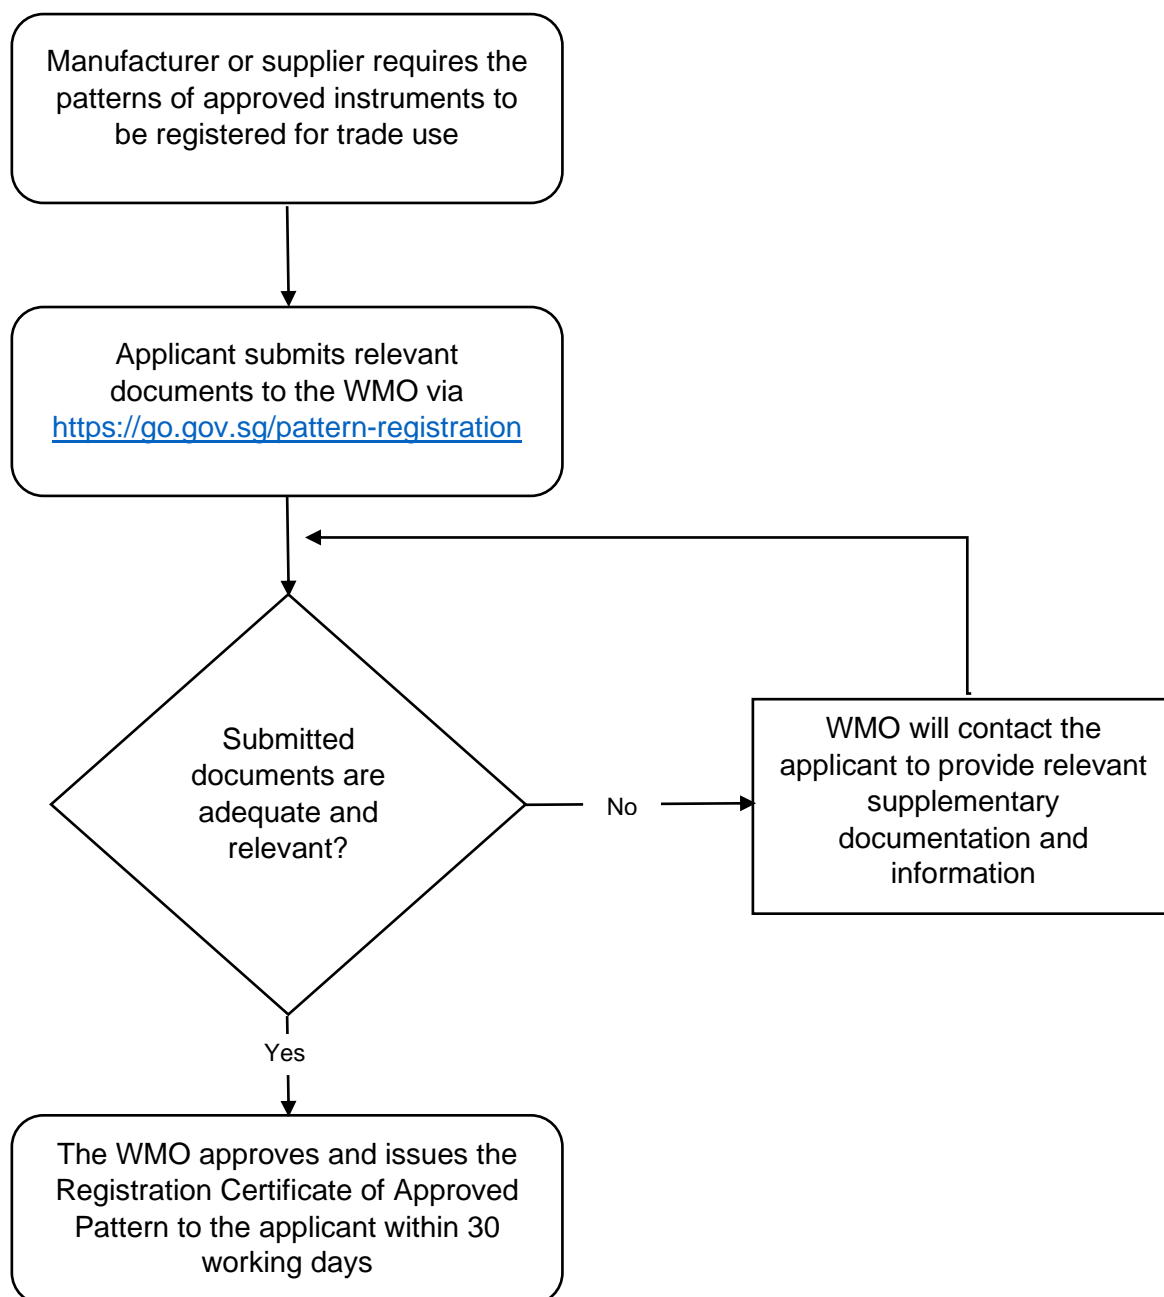 Manufacturer or supplier requires the
patterns of approved instruments to
be registered for trade use
Applicant submits relevant
documents to the WMO via
https://go.gov.sg/pattern-registration
Submitted
documents are
adequate and
relevant?
No
WMO will contact the
applicant to provide relevant
supplementary
documentation and
information
Yes
The WMO approves and issues the
Registration Certificate of Approved
Pattern to the applicant within 30
working days